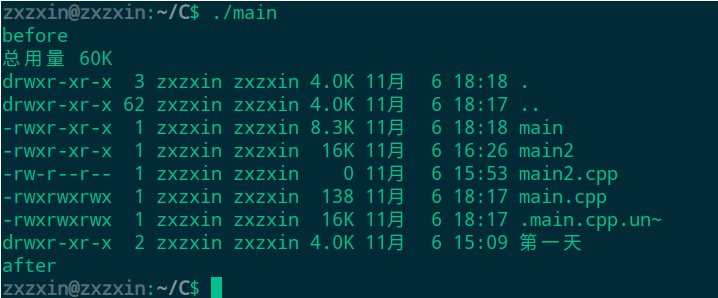 zxzxin@zxzxin:~/C$ ./main
before
总用量 60K
drwxr-xr-x  3 zxzxin zxzxin 4.0K 11月  6 18:18 .
drwxr-xr-x 62 zxzxin zxzxin 4.0K 11月  6 18:17 ..
-rwxr-xr-x  1 zxzxin zxzxin 8.3K 11月  6 18:18 main
-rwxr-xr-x  1 zxzxin zxzxin  16K 11月  6 16:26 main2
-rw-r--r--  1 zxzxin zxzxin    0 11月  6 15:53 main2.cpp
-rwxrwxrwx  1 zxzxin zxzxin  138 11月  6 18:17 main.cpp
-rwxrwxrwx  1 zxzxin zxzxin  16K 11月  6 18:17 .main.cpp.un~
drwxr-xr-x  2 zxzxin zxzxin 4.0K 11月  6 15:09 第一天
after
zxzxin@zxzxin:~/C$